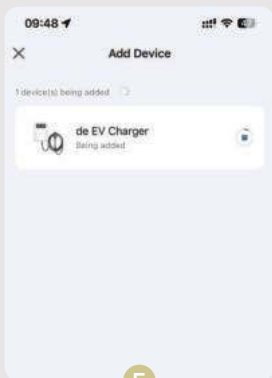 09:48
Add Device
1 device(s) being added
de EV Charger
Being added